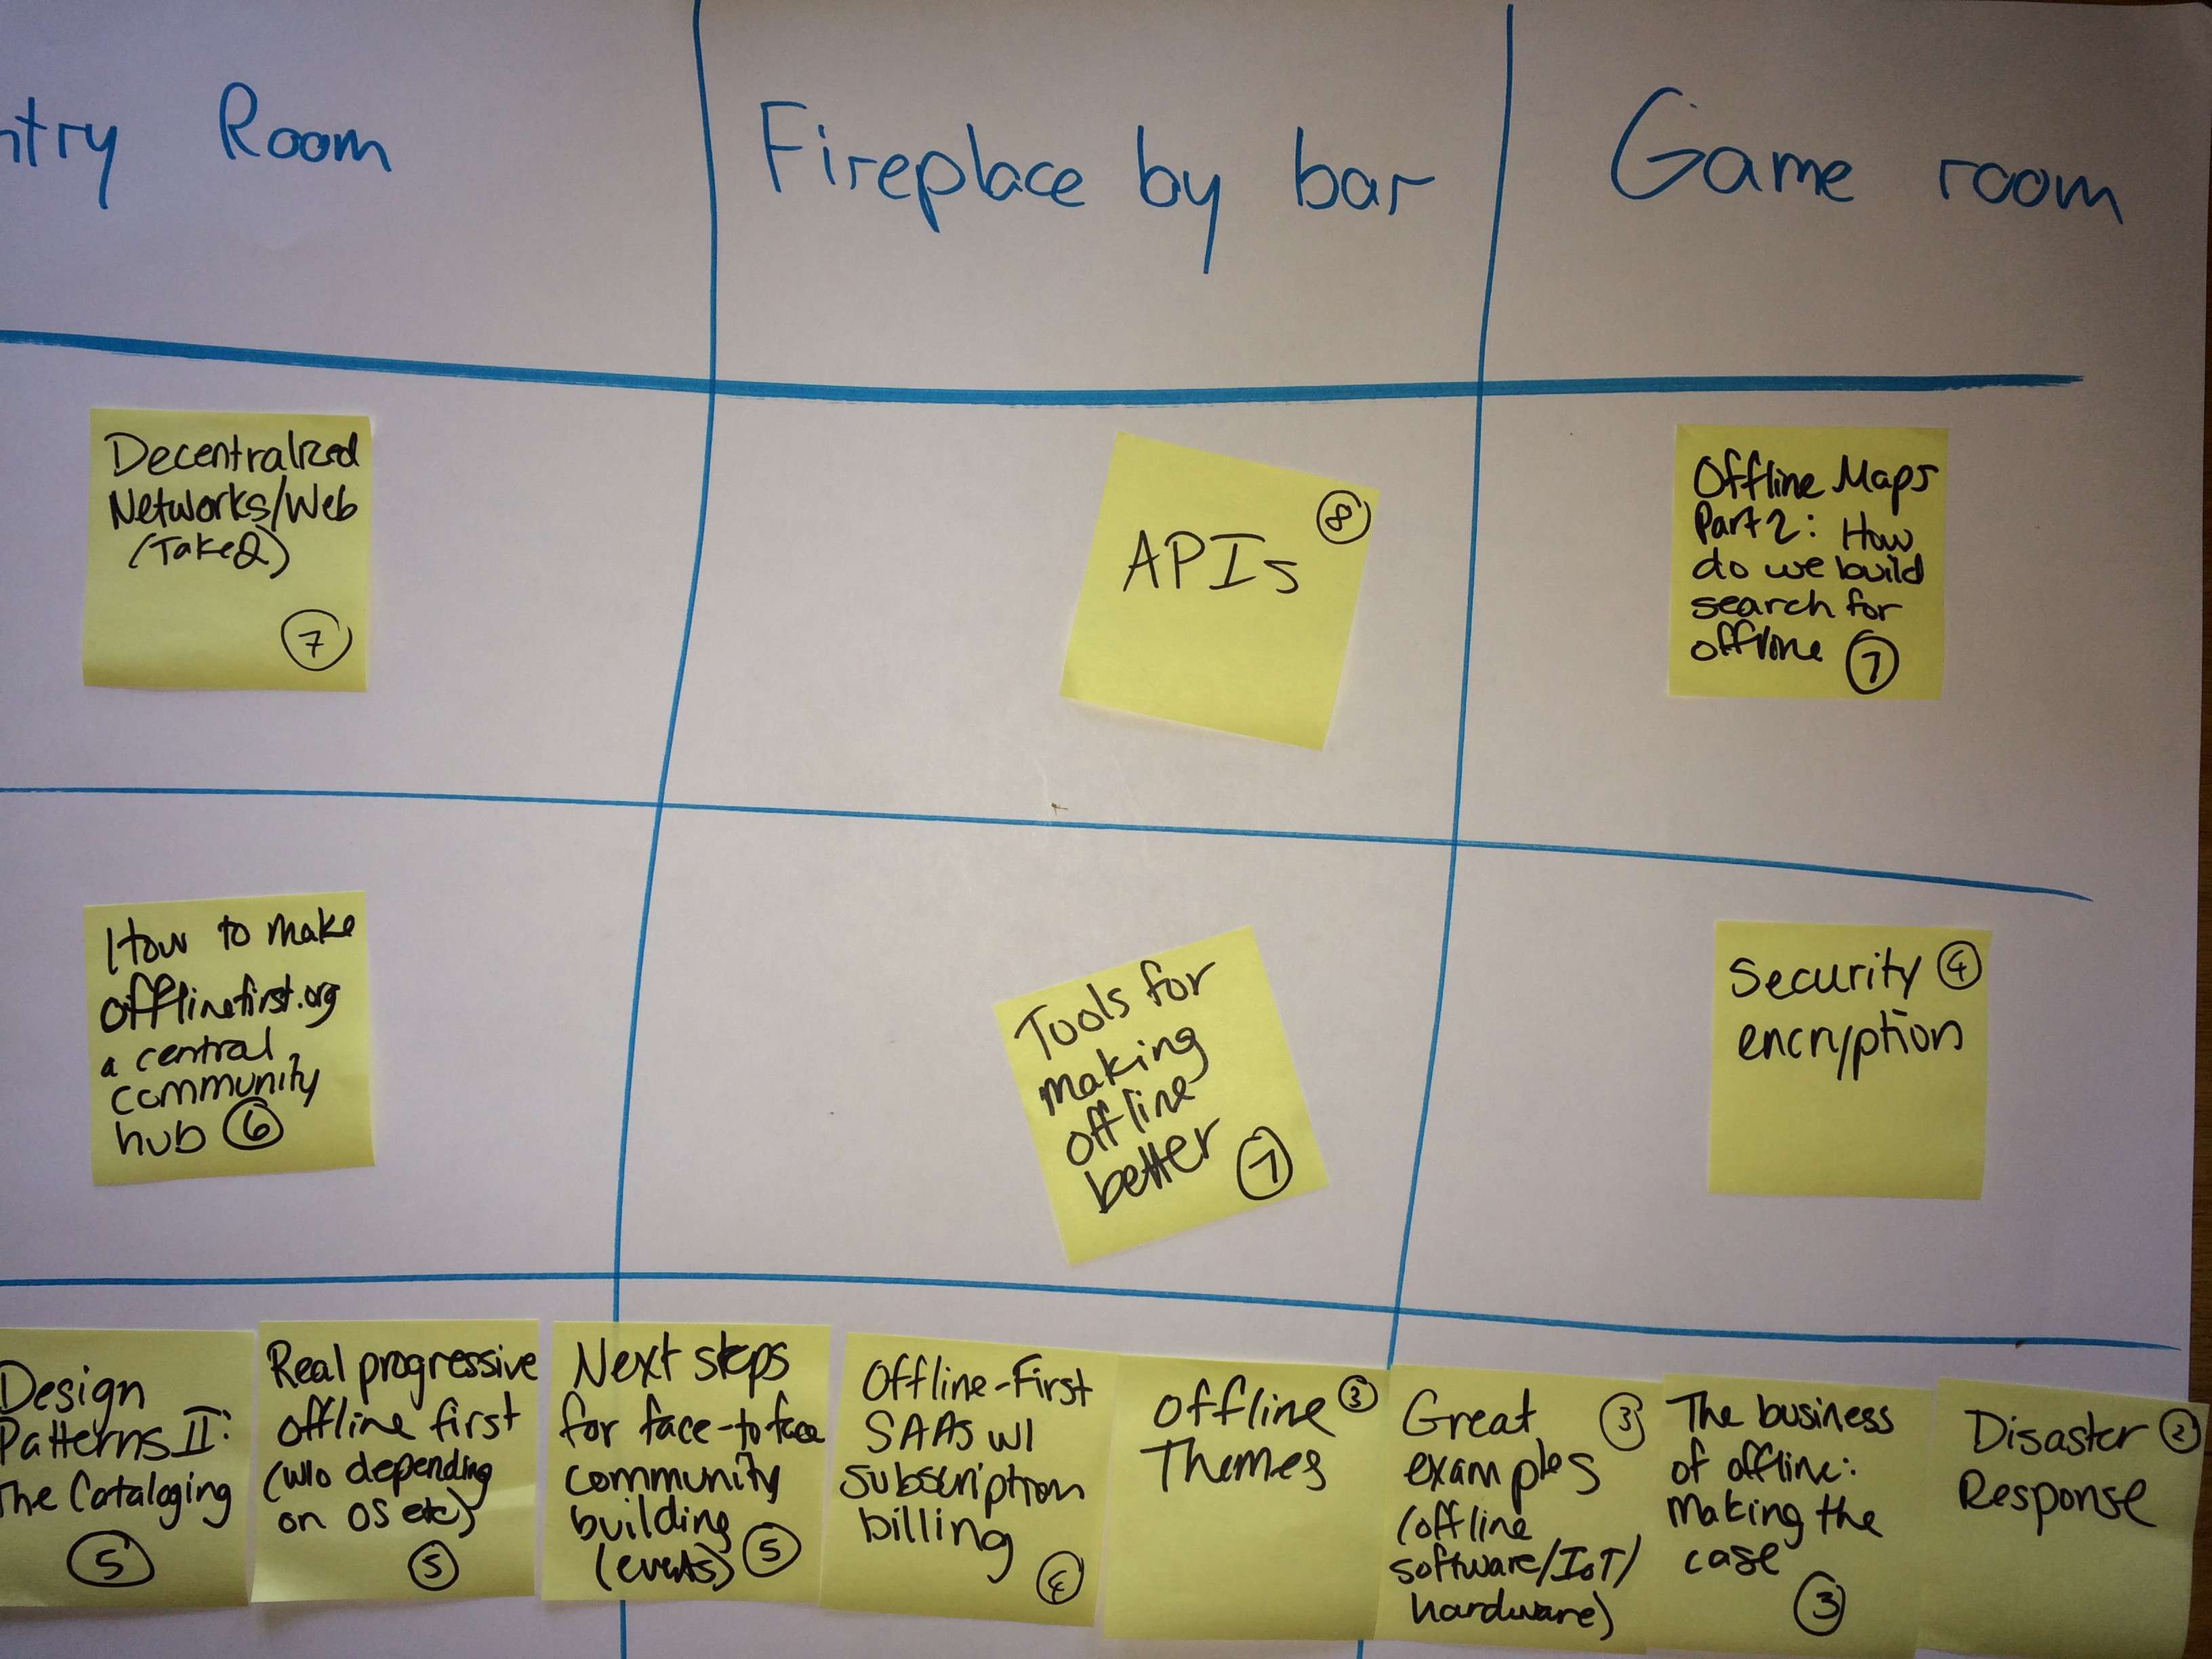 ntry Room
Fireplace by bar
Game room
Decentralized
Networks/Web
(Take 2)
7
APIs
8
Offline Maps
Part 2: How
do we build
search for
offline 7
How to make
offlinefirst.org
a central
community
hub 6
Tools for
making
offline
better 7
Security 4
encryption
Design
Patterns II:
The Cataloging
5
Real progressive
offline first
(w/o depending
on OS etc)
5
Next steps
for face-to face
community
building
(events) 5
Offline-First
SAAS w/
subscription
billing
Offline 3
Themes
Great 3
examples
(offline
software/IoT/
hardware)
The business
of offline:
Making the
case
3
Disaster 2
Response